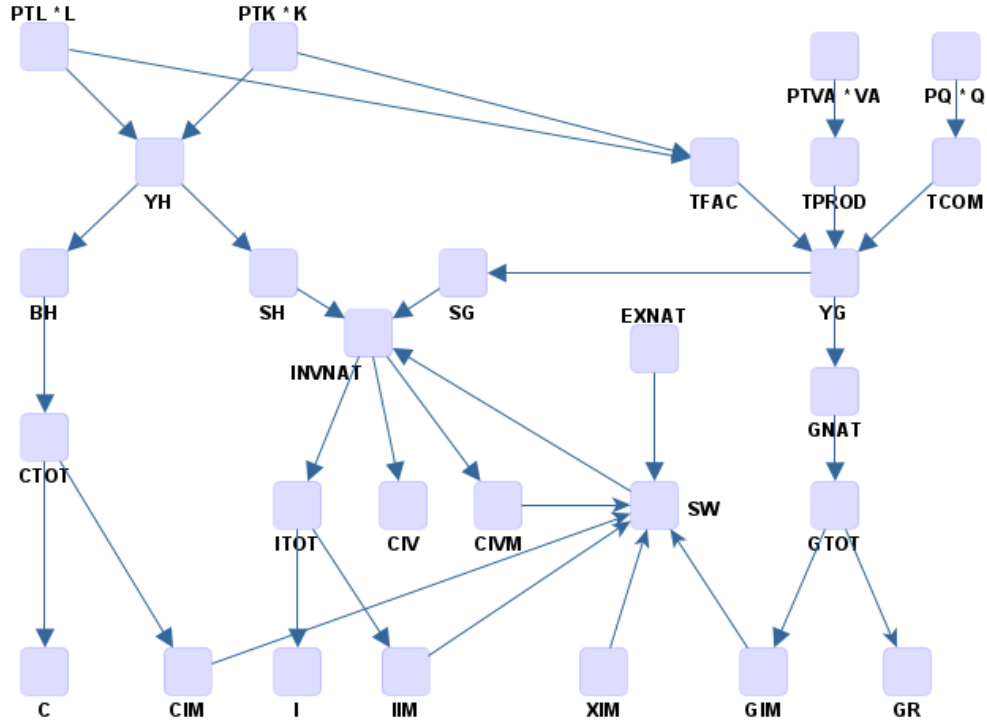 PTL * L
PTK * K
PTVA * VA
PQ * Q
YH
TFAC
TPROD
TCOM
BH
SH
SG
EXNAT
YG
INVNAT
GNAT
CTOT
ITOT
CIV
CIVM
SW
GTOT
C
CIM
I
IIM
XIM
GIM
GR